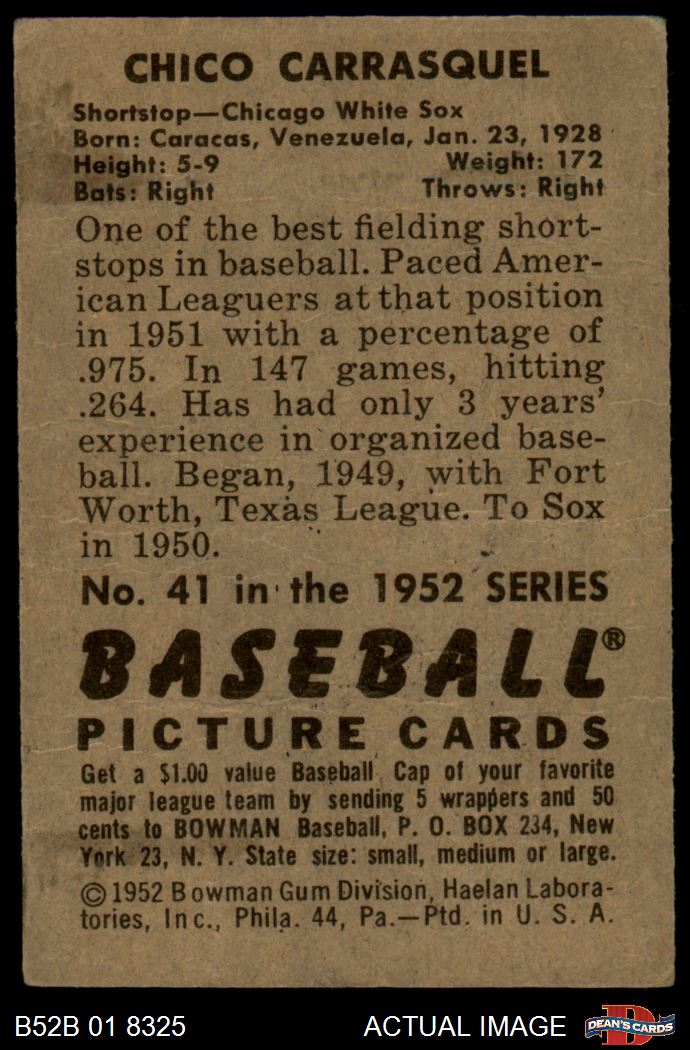 CHICO CARRASQUEL
Shortstop—Chicago White Sox
Born: Caracas, Venezuela, Jan. 23, 1928
Height: 5-9 Weight: 172
Bats: Right Throws: Right
One of the best fielding short-
stops in baseball. Paced Amer-
ican Leaguers at that position
in 1951 with a percentage of
.975. In 147 games, hitting
.264. Has had only 3 years'
experience in organized base-
ball. Began, 1949, with Fort
Worth, Texas League. To Sox
in 1950.
No. 41 in the 1952 SERIES
BASEBALL®
PICTURE CARDS
Get a $1.00 value Baseball Cap of your favorite
major league team by sending 5 wrappers and 50
cents to BOWMAN Baseball, P. O. BOX 234, New
York 23, N. Y. State size: small, medium or large.
©1952 Bowman Gum Division, Haelan Labora-
tories, Inc., Phila. 44, Pa.—Ptd. in U. S. A.
B52B 01 8325 ACTUAL IMAGE DEAN'S CARDS